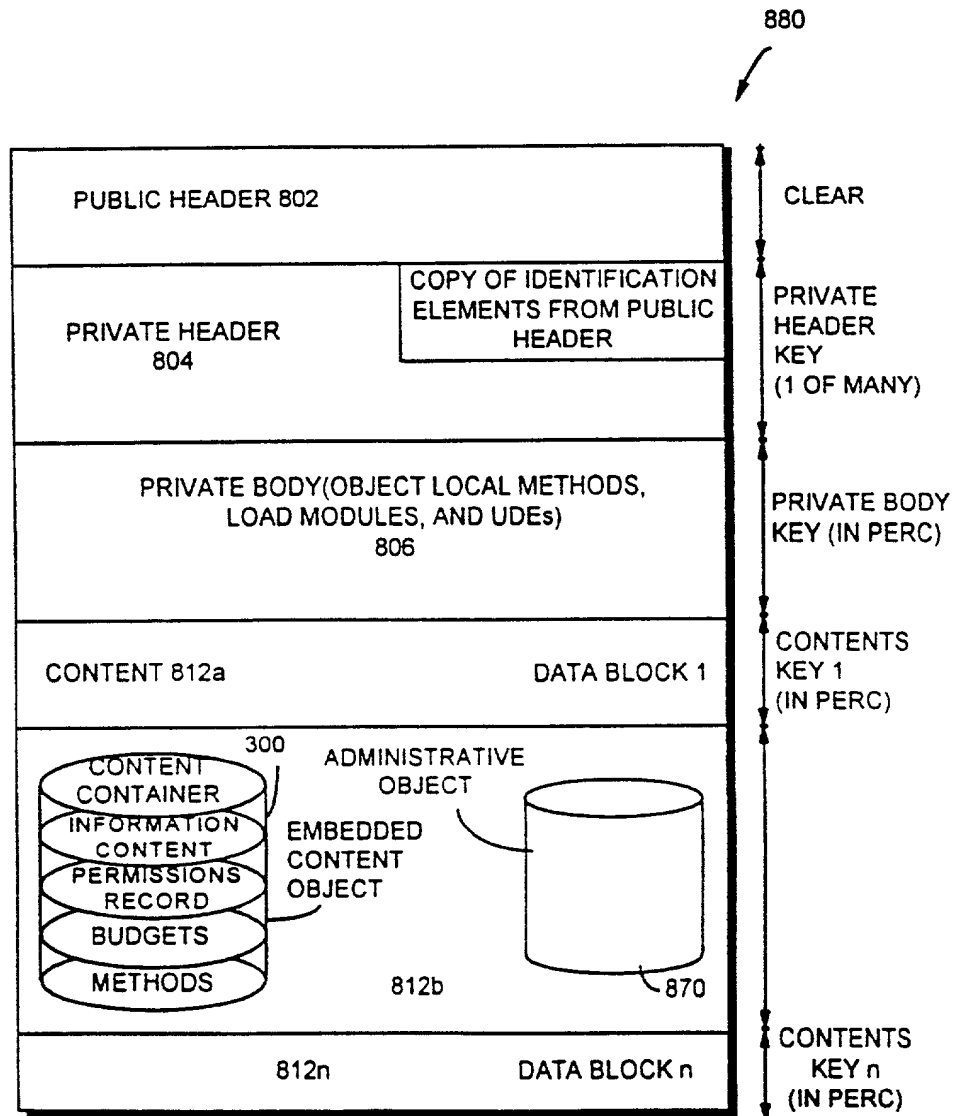 880
PUBLIC HEADER 802
CLEAR
COPY OF IDENTIFICATION
ELEMENTS FROM PUBLIC
HEADER
PRIVATE HEADER
804
PRIVATE
HEADER
KEY
(1 OF MANY)
PRIVATE BODY(OBJECT LOCAL METHODS,
LOAD MODULES, AND UDEs)
806
PRIVATE BODY
KEY (IN PERC)
CONTENT 812a
DATA BLOCK 1
CONTENTS
KEY 1
(IN PERC)
300
CONTENT
CONTAINER
INFORMATION
CONTENT
PERMISSIONS
RECORD
BUDGETS
METHODS
EMBEDDED
CONTENT
OBJECT
ADMINISTRATIVE
OBJECT
812b
870
812n
DATA BLOCK n
CONTENTS
KEY n
(IN PERC)